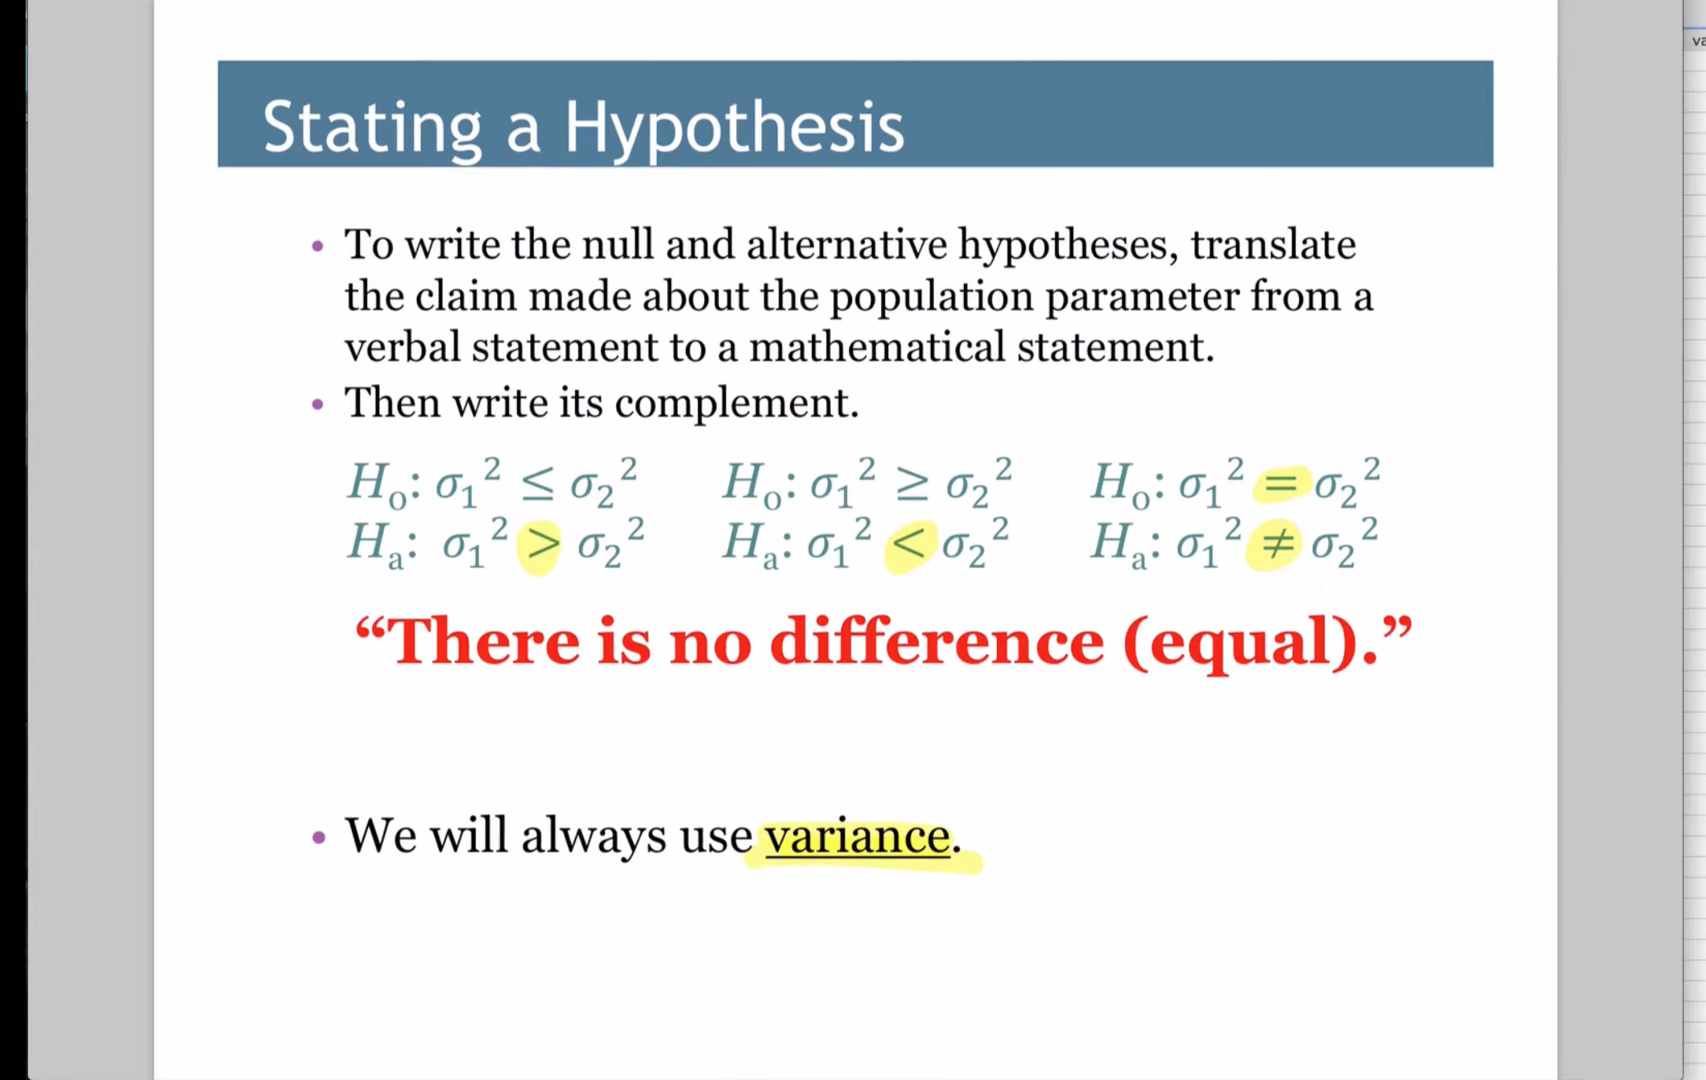 va
Stating a Hypothesis
• To write the null and alternative hypotheses, translate
the claim made about the population parameter from a
verbal statement to a mathematical statement.
• Then write its complement.
H₀: σ₁² ≤ σ₂² H₀: σ₁² ≥ σ₂² H₀: σ₁² = σ₂²
Hₐ: σ₁² > σ₂² Hₐ: σ₁² < σ₂² Hₐ: σ₁² ≠ σ₂²
“There is no difference (equal).”
• We will always use variance.